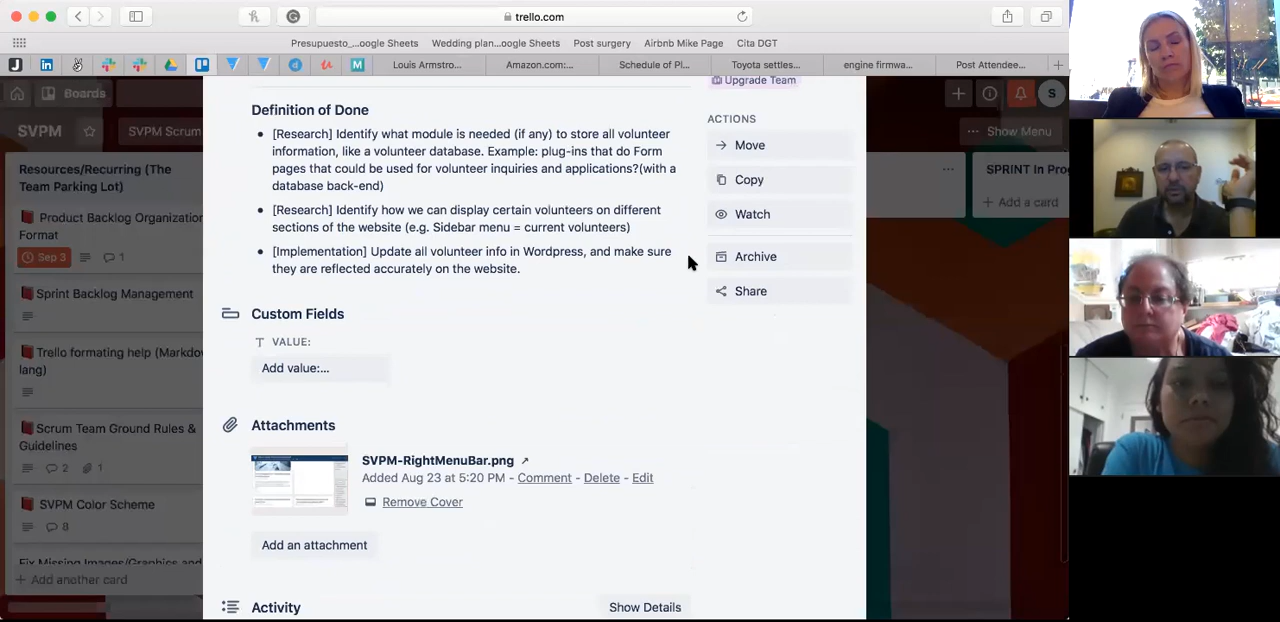 trello.com
Presupuesto_...oogle Sheets
Wedding plan...oogle Sheets
Post surgery
Airbnb Mike Page
Cita DGT
Louis Armstro...
Amazon.com:...
Schedule of Pl...
Toyota settles...
engine firmwa...
Post Attendee...
Boards
S
SVPM
SVPM Scrum
Show Menu
Resources/Recurring (The
Team Parking Lot)
Product Backlog Organizatio
Format
Sep 3
1
Sprint Backlog Management
Trello formating help (Markdow
lang)
Scrum Team Ground Rules &
Guidelines
2
1
SVPM Color Scheme
8
Fix Missing Images/Graphics and
+ Add another card
Definition of Done
• [Research] Identify what module is needed (if any) to store all volunteer
information, like a volunteer database. Example: plug-ins that do Form
pages that could be used for volunteer inquiries and applications?(with a
database back-end)
• [Research] Identify how we can display certain volunteers on different
sections of the website (e.g. Sidebar menu = current volunteers)
• [Implementation] Update all volunteer info in Wordpress, and make sure
they are reflected accurately on the website.
Custom Fields
VALUE:
Add value:...
Attachments
SVPM-RightMenuBar.png
Added Aug 23 at 5:20 PM - Comment - Delete - Edit
Remove Cover
Add an attachment
Activity
Show Details
Upgrade Team
ACTIONS
Move
Copy
Watch
Archive
Share
SPRINT In Prog
+ Add a card